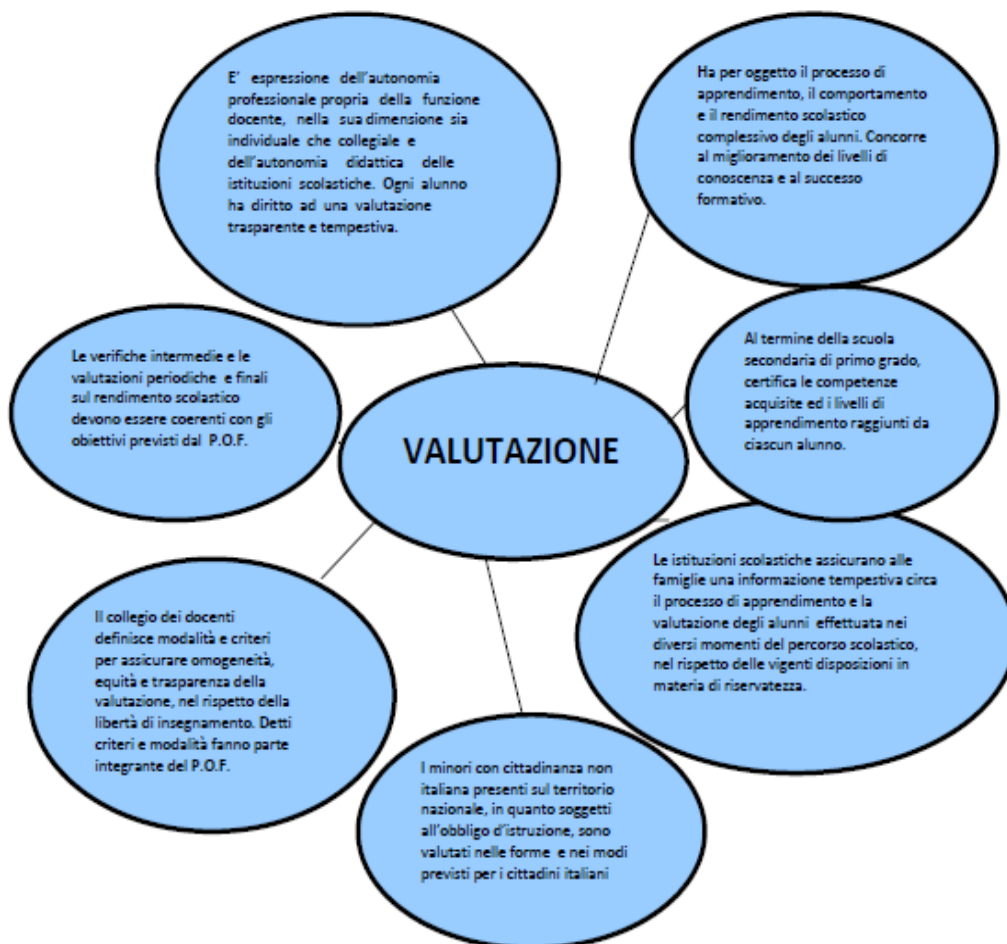 E' espressione dell'autonomia
professionale propria della funzione
docente, nella sua dimensione sia
individuale che collegiale e
dell'autonomia didattica delle
istituzioni scolastiche. Ogni alunno
ha diritto ad una valutazione
trasparente e tempestiva.
Ha per oggetto il processo di
apprendimento, il comportamento
e il rendimento scolastico
complessivo degli alunni. Concorre
al miglioramento dei livelli di
conoscenza e al successo
formativo.
Le verifiche intermedie e le
valutazioni periodiche e finali
sul rendimento scolastico
devono essere coerenti con gli
obiettivi previsti dal P.O.F.
VALUTAZIONE
Al termine della scuola
secondaria di primo grado,
certifica le competenze
acquisite ed i livelli di
apprendimento raggiunti da
ciascun alunno.
Le istituzioni scolastiche assicurano alle
famiglie una informazione tempestiva circa
il processo di apprendimento e la
valutazione degli alunni effettuata nei
diversi momenti del percorso scolastico,
nel rispetto delle vigenti disposizioni in
materia di riservatezza.
Il collegio dei docenti
definisce modalità e criteri
per assicurare omogeneità,
equità e trasparenza della
valutazione, nel rispetto della
libertà di insegnamento. Detti
criteri e modalità fanno parte
integrante del P.O.F.
I minori con cittadinanza non
italiana presenti sul territorio
nazionale, in quanto soggetti
all'obbligo d'istruzione, sono
valutati nelle forme e nei modi
previsti per i cittadini italiani